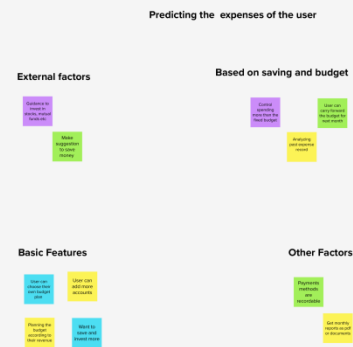 Predicting the expenses of the user
External factors
Based on saving and budget
Guidance to
invest in
stocks, mutual
funds etc
Make
suggestion
to save
money
Control
spending
more then the
fixed budget
User can
carry forward
the budget for
next month
Analyzing
past expense
record
Basic Features
Other Factors
User can
choose their
own budget
plan
User can
add more
accounts
Planning the
budget
according to
their revenue
Want to
save and
invest more
Payments
methods
are
recordable
Get monthly
reports as pdf
or documents